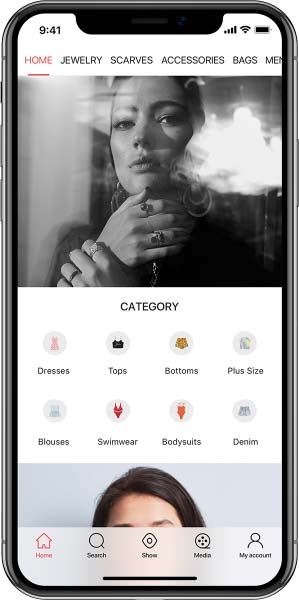 9:41
HOME JEWELRY SCARVES ACCESSORIES BAGS MEN
CATEGORY
Dresses Tops Bottoms Plus Size
Blouses Swimwear Bodysuits Denim
Home Search Show Media My account